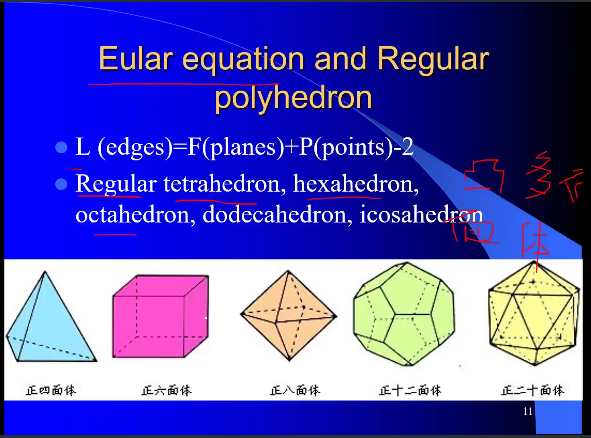 Eular equation and Regular
polyhedron
L (edges)=F(planes)+P(points)-2
Regular tetrahedron, hexahedron,
octahedron, dodecahedron, icosahedron
凸多
面体
正四面体 正六面体 正八面体 正十二面体 正二十面体
11